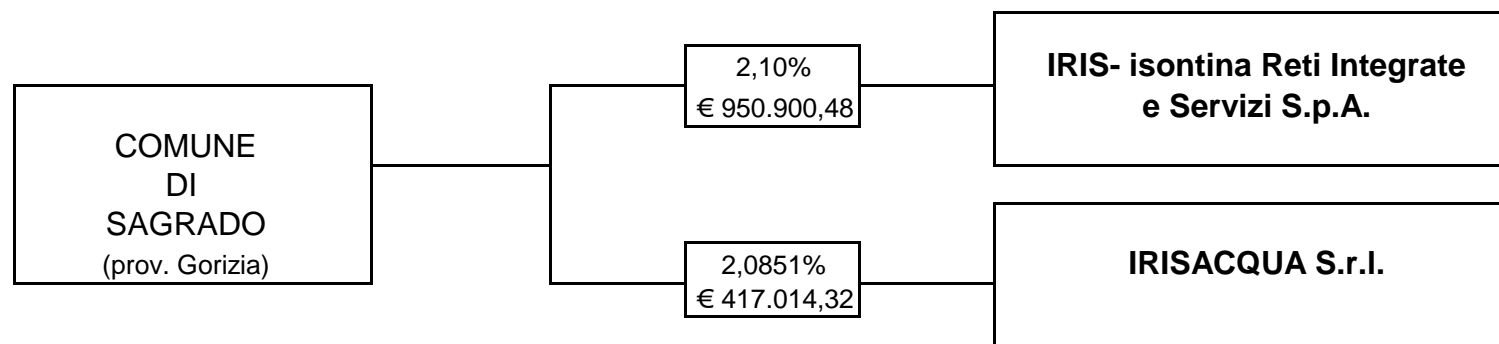 COMUNE
DI
SAGRADO
(prov. Gorizia)
2,10%
€ 950.900,48
IRIS- isontina Reti Integrate
e Servizi S.p.A.
2,0851%
€ 417.014,32
IRISACQUA S.r.l.